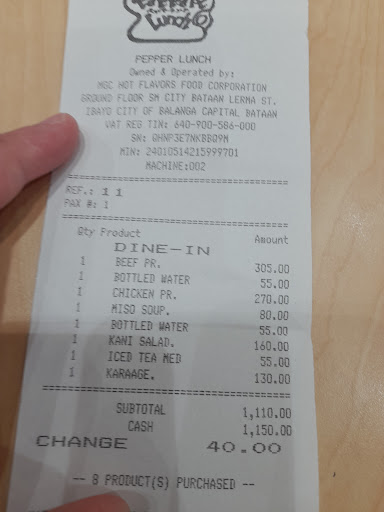 Pepper
Lunch
PEPPER LUNCH
Owned & Operated by:
MGC HOT FLAVORS FOOD CORPORATION
GROUND FLOOR SM CITY BATAAN LERMA ST.
IBAYO CITY OF BALANGA CAPITAL BATAAN
VAT REG TIN: 640-900-586-000
SN: 0HNP3E7NKBB09M
MIN: 24010514215999701
MACHINE:002
REF.: 11
PAX #: 1
Qty Product Amount
DINE-IN
1 BEEF PR. 305.00
1 BOTTLED WATER 55.00
1 CHICKEN PR. 270.00
1 MISO SOUP. 80.00
1 BOTTLED WATER 55.00
1 KANI SALAD. 160.00
1 ICED TEA MED 55.00
1 KARAAGE. 130.00
SUBTOTAL 1,110.00
CASH 1,150.00
CHANGE 40.00
-- 8 PRODUCT(S) PURCHASED --